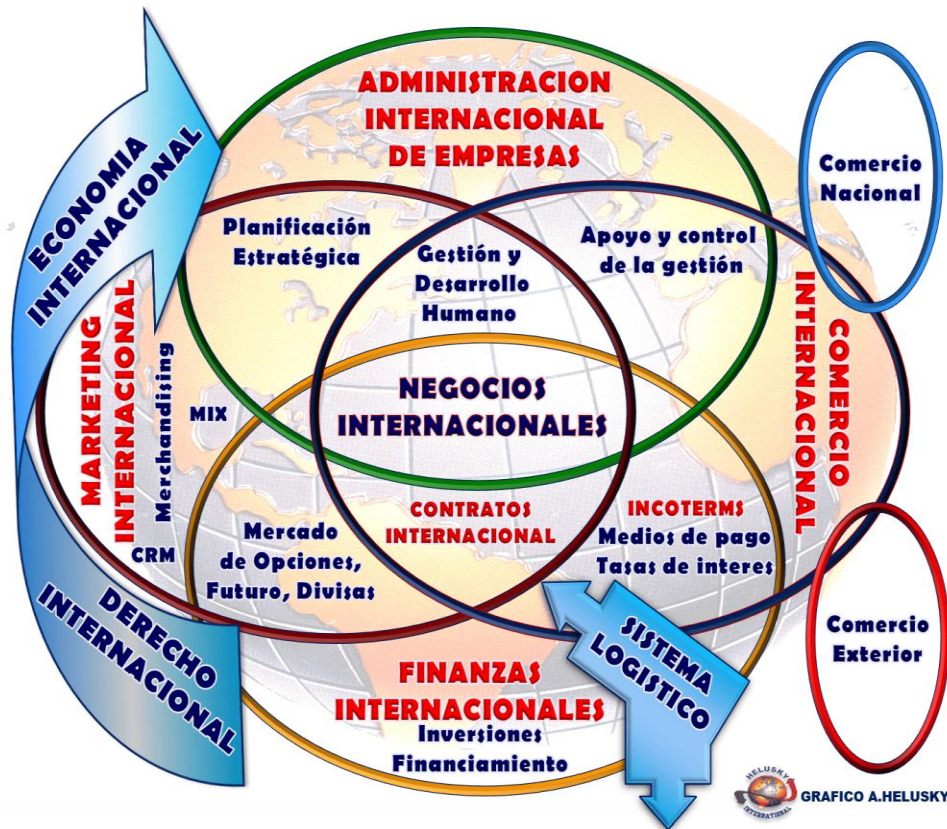 ADMINISTRACION
INTERNACIONAL
DE EMPRESAS
ECONOMIA
INTERNACIONAL
Comercio
Nacional
Planificación
Estratégica
Gestión y
Desarrollo
Humano
Apoyo y control
de la gestión
MARKETING
INTERNACIONAL
Merchandising
MIX
CRM
NEGOCIOS
INTERNACIONALES
COMERCIO
INTERNACIONAL
CONTRATOS
INTERNACIONAL
INCOTERMS
Medios de pago
Tasas de interes
Mercado
de Opciones,
Futuro, Divisas
DERECHO
INTERNACIONAL
SISTEMA
LOGISTICO
Comercio
Exterior
FINANZAS
INTERNACIONALES
Inversiones
Financiamiento
HELUSKY
INTERNATIONAL
GRAFICO A.HELUSKY